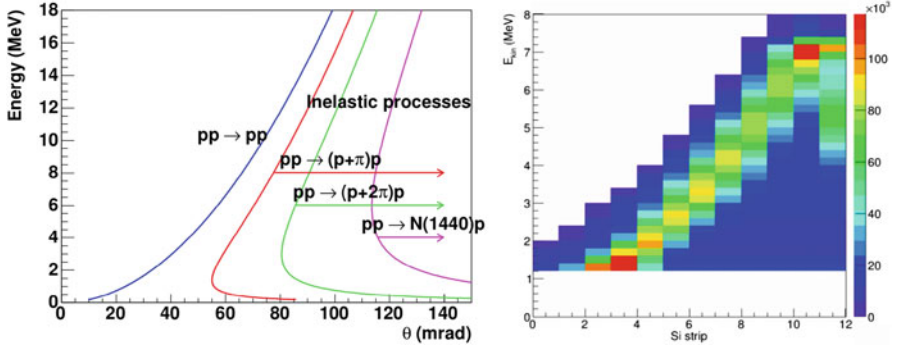 Energy (MeV)
18
16
14
12
10
8
6
4
2
0
Inelastic processes
pp → pp
pp → (p+π)p
pp → (p+2π)p
pp → N(1440)p
0 20 40 60 80 100 120 140
θ (mrad)
E_kin (MeV)
8
7
6
5
4
3
2
1
0
0 2 4 6 8 10 12
Si strip
×10³
100
80
60
40
20
0